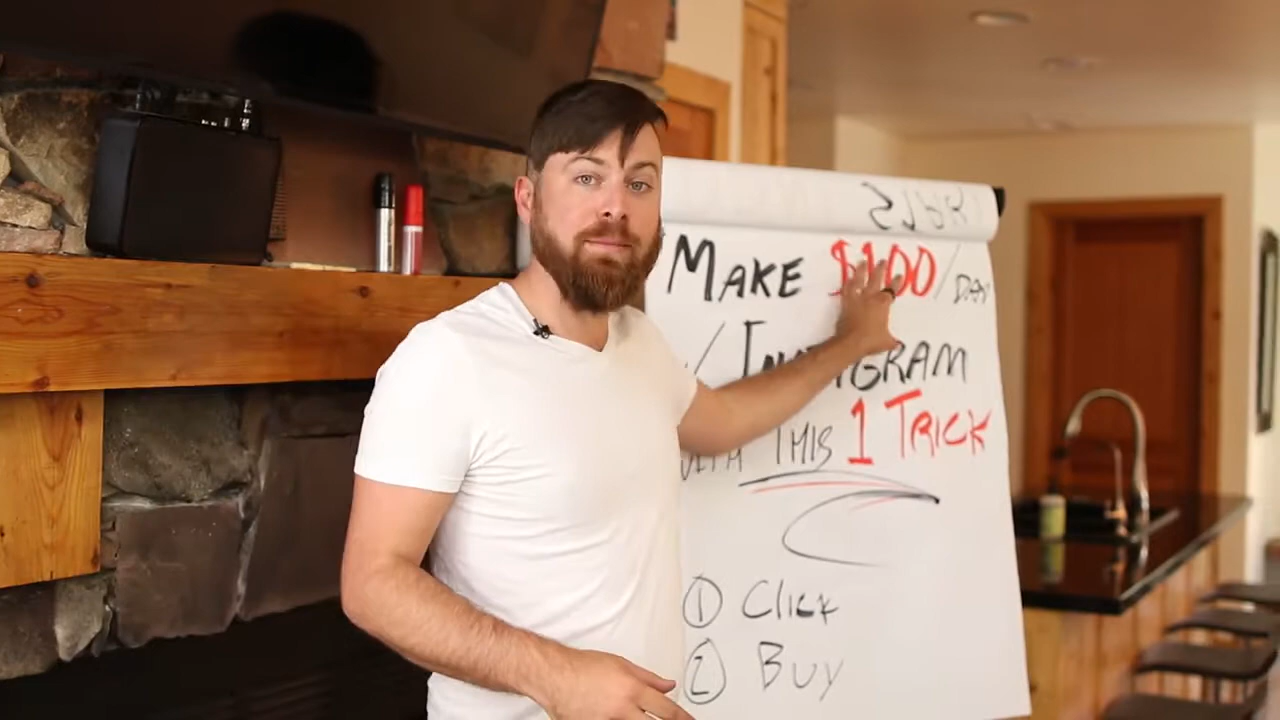 MAKE $100/DAY
W/ INSTAGRAM
WITH THIS 1 TRICK
① CLICK
② BUY